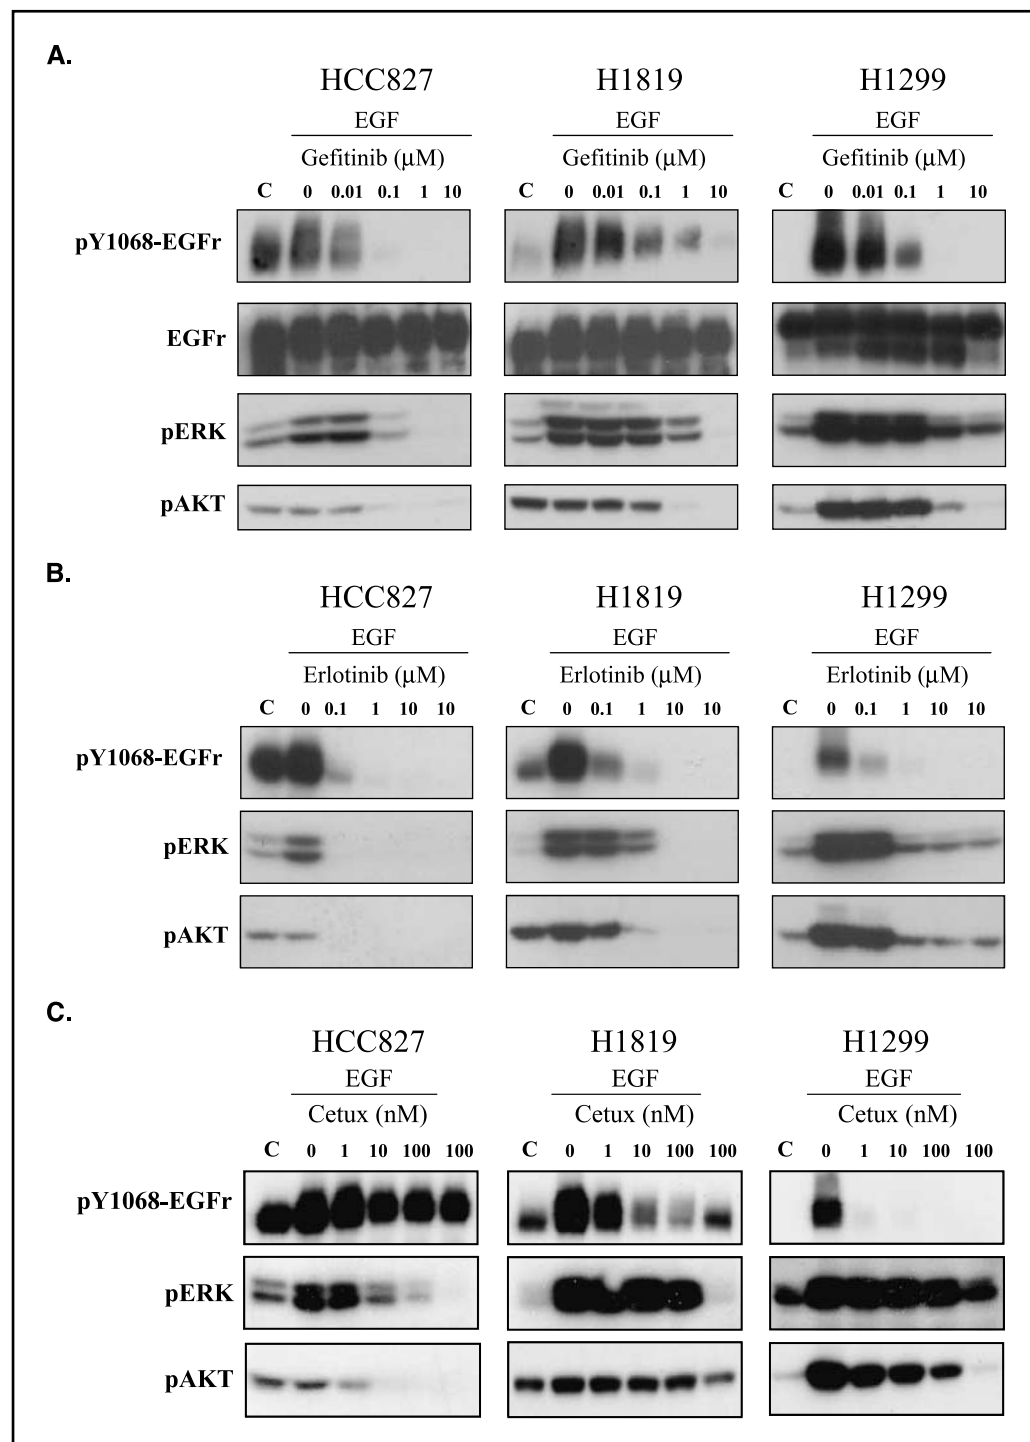 A.
HCC827 H1819 H1299
EGF EGF EGF
Gefitinib (µM) Gefitinib (µM) Gefitinib (µM)
C 0 0.01 0.1 1 10 C 0 0.01 0.1 1 10 C 0 0.01 0.1 1 10
pY1068-EGFr
EGFr
pERK
pAKT
B.
HCC827 H1819 H1299
EGF EGF EGF
Erlotinib (µM) Erlotinib (µM) Erlotinib (µM)
C 0 0.1 1 10 10 C 0 0.1 1 10 10 C 0 0.1 1 10 10
pY1068-EGFr
pERK
pAKT
C.
HCC827 H1819 H1299
EGF EGF EGF
Cetux (nM) Cetux (nM) Cetux (nM)
C 0 1 10 100 100 C 0 1 10 100 100 C 0 1 10 100 100
pY1068-EGFr
pERK
pAKT